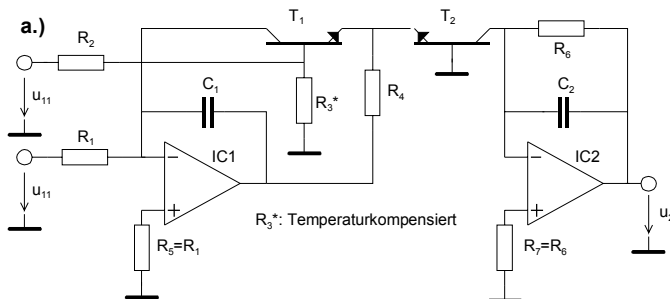 a.)
T1
T2
R2
R6
C1
C2
R3*
R4
u11
R1
IC1
IC2
u11
−
−
+
+
R3*: Temperaturkompensiert
R5=R1
R7=R6